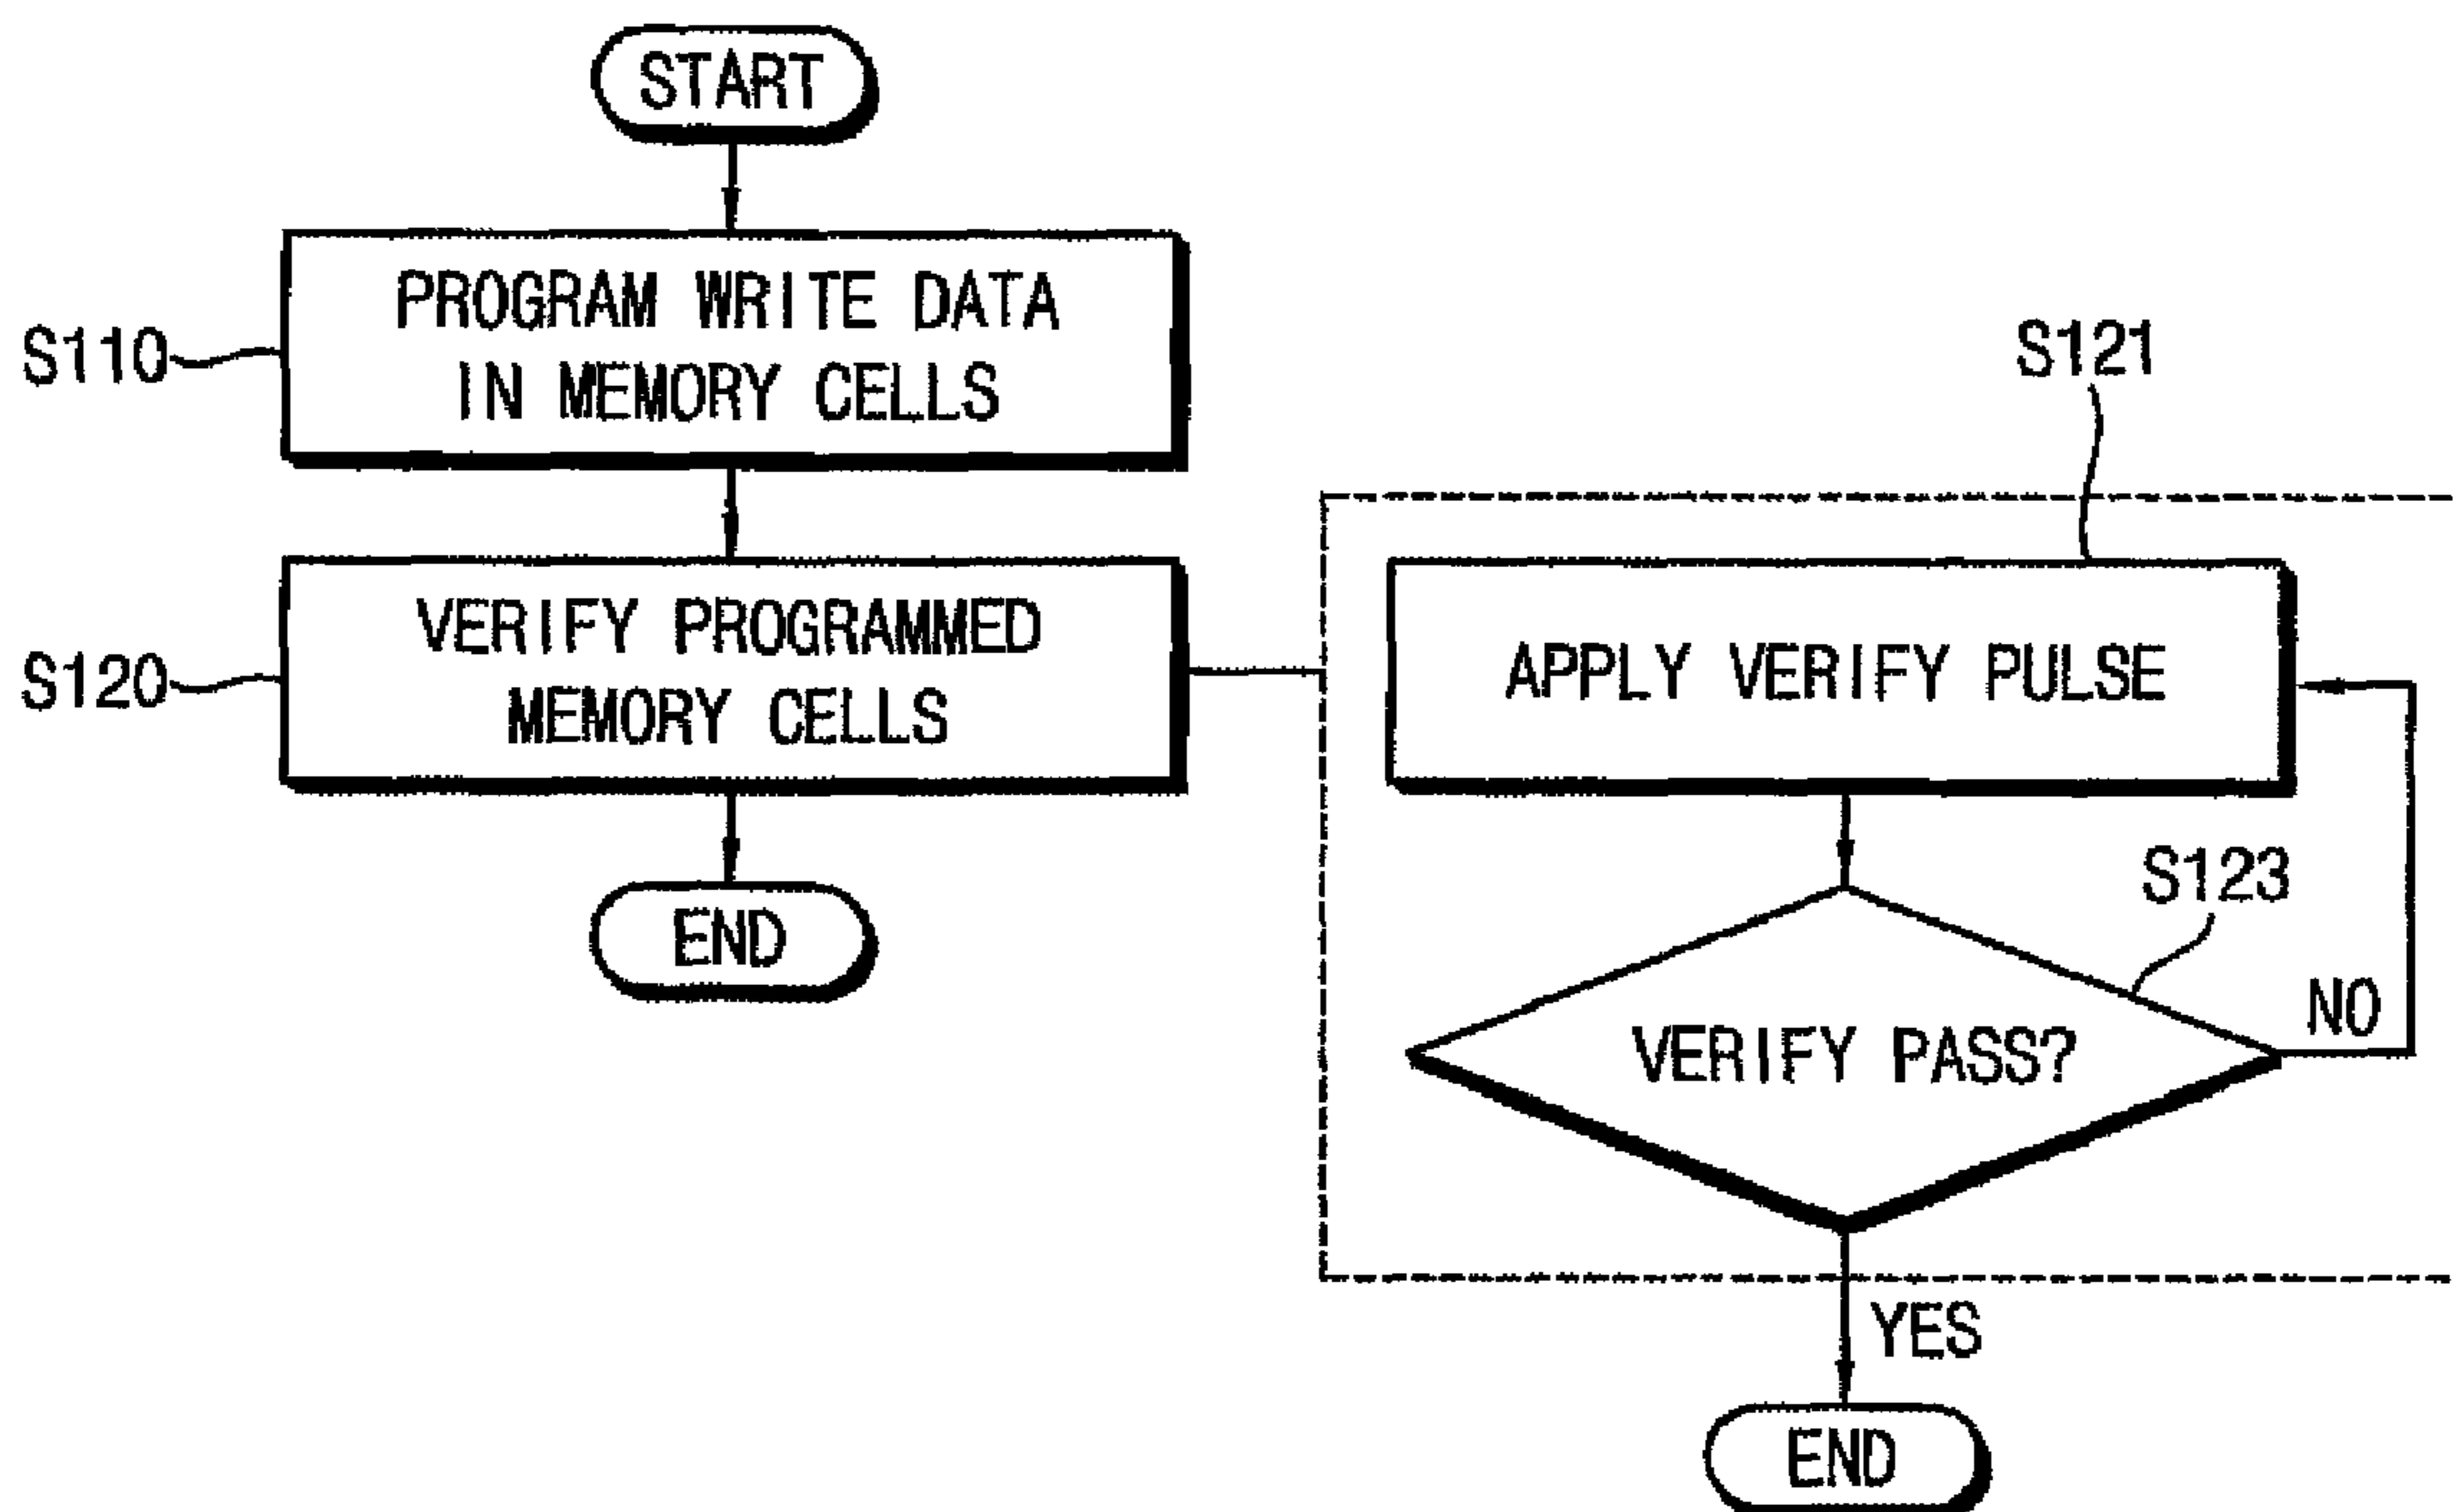 START
S110
PROGRAM WRITE DATA
IN MEMORY CELLS
S120
VERIFY PROGRAMMED
MEMORY CELLS
END
S121
APPLY VERIFY PULSE
S123
VERIFY PASS?
NO
YES
END